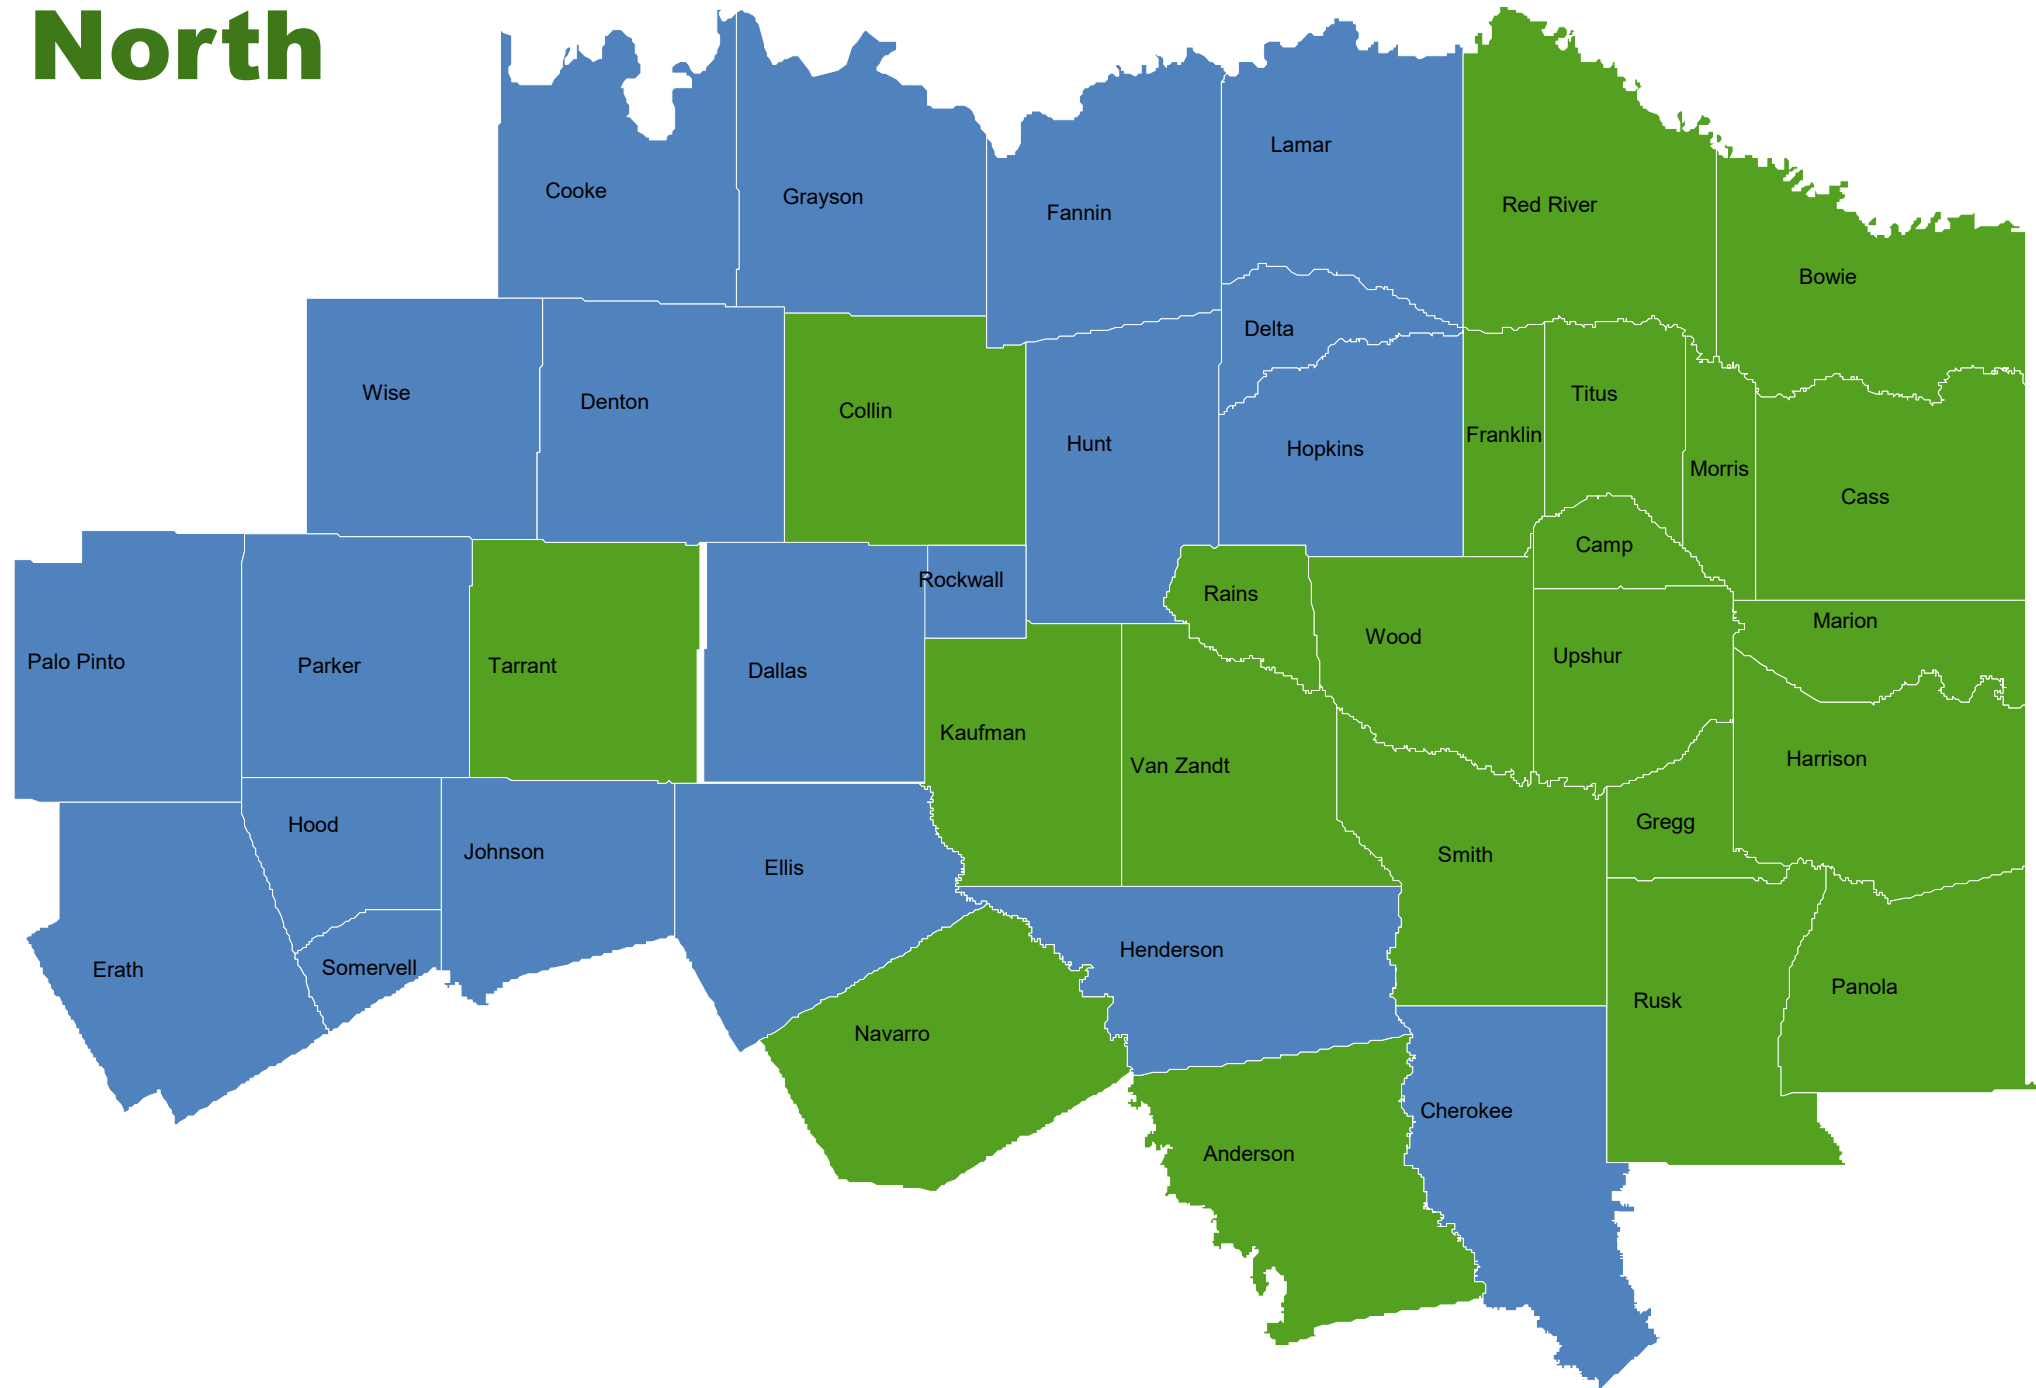 North
Lamar
Cooke
Grayson
Fannin
Red River
Bowie
Delta
Wise
Denton
Collin
Titus
Hunt
Hopkins
Franklin
Morris
Cass
Camp
Rockwall
Rains
Marion
Wood
Upshur
Palo Pinto
Parker
Tarrant
Dallas
Kaufman
Van Zandt
Harrison
Hood
Gregg
Johnson
Smith
Ellis
Henderson
Erath
Somervell
Panola
Rusk
Navarro
Cherokee
Anderson